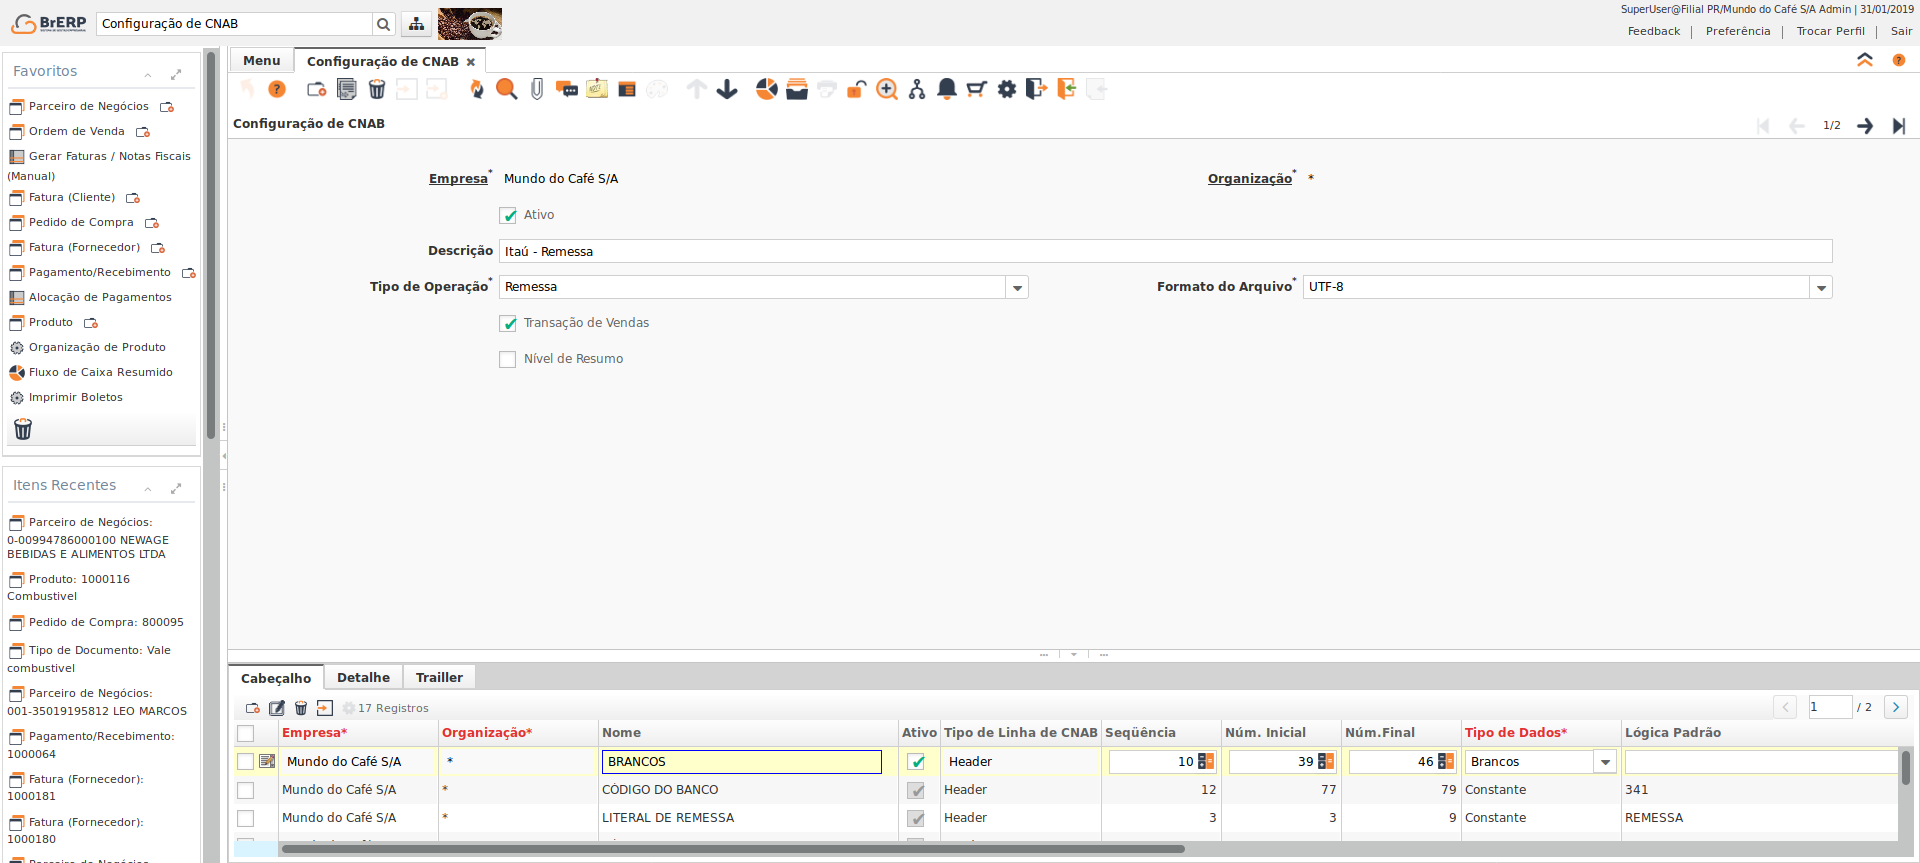 BrERP
Configuração de CNAB
SuperUser@Filial PR/Mundo do Café S/A Admin | 31/01/2019
Feedback | Preferência | Trocar Perfil | Sair
Favoritos
Parceiro de Negócios
Ordem de Venda
Gerar Faturas / Notas Fiscais
(Manual)
Fatura (Cliente)
Pedido de Compra
Fatura (Fornecedor)
Pagamento/Recebimento
Alocação de Pagamentos
Produto
Organização de Produto
Fluxo de Caixa Resumido
Imprimir Boletos
Itens Recentes
Parceiro de Negócios:
0-00994786000100 NEWAGE
BEBIDAS E ALIMENTOS LTDA
Produto: 1000116
Combustivel
Pedido de Compra: 800095
Tipo de Documento: Vale
combustivel
Parceiro de Negócios:
001-35019195812 LEO MARCOS
Pagamento/Recebimento:
1000064
Fatura (Fornecedor):
1000181
Fatura (Fornecedor):
1000180
Parceiro de Negócios
Menu
Configuração de CNAB
Configuração de CNAB
1/2
Empresa* Mundo do Café S/A Organização* *
Ativo
Descrição Itaú - Remessa
Tipo de Operação* Remessa Formato do Arquivo* UTF-8
Transação de Vendas
Nível de Resumo
Cabeçalho Detalhe Trailler
17 Registros 1 / 2
Empresa* Organização* Nome Ativo Tipo de Linha de CNAB Seqüência Núm. Inicial Núm.Final Tipo de Dados* Lógica Padrão
Mundo do Café S/A * BRANCOS Header 10 39 46 Brancos
Mundo do Café S/A * CÓDIGO DO BANCO Header 12 77 79 Constante 341
Mundo do Café S/A * LITERAL DE REMESSA Header 3 3 9 Constante REMESSA